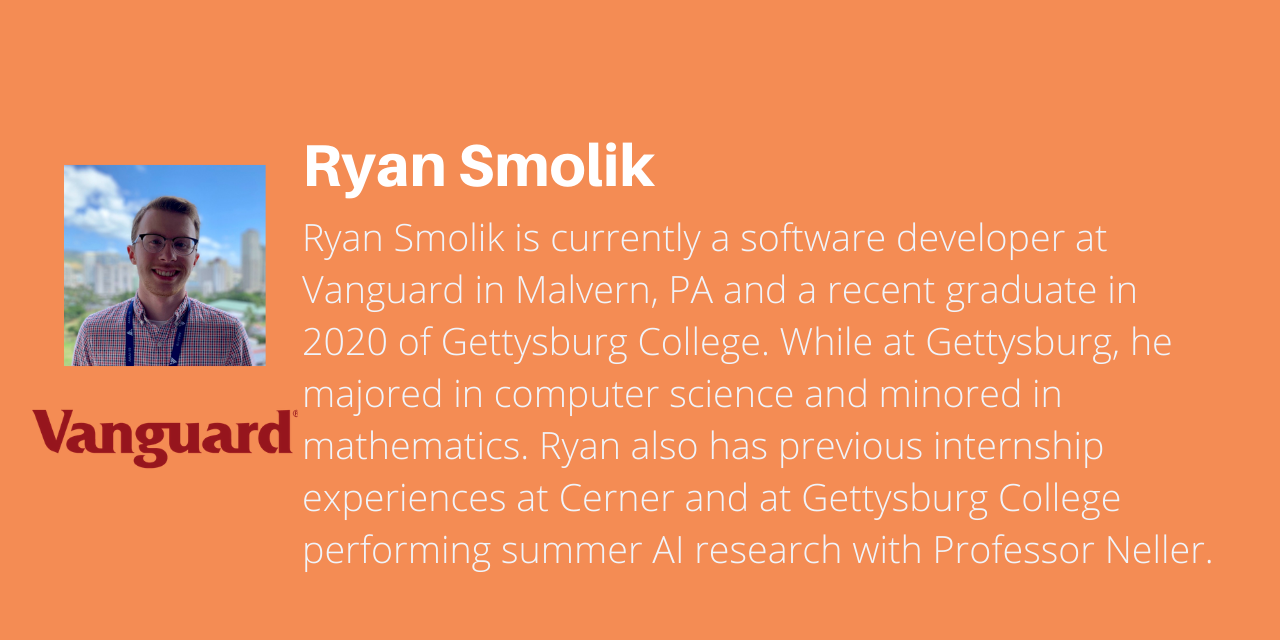 Ryan Smolik
Ryan Smolik is currently a software developer at
Vanguard in Malvern, PA and a recent graduate in
2020 of Gettysburg College. While at Gettysburg, he
majored in computer science and minored in
mathematics. Ryan also has previous internship
experiences at Cerner and at Gettysburg College
performing summer AI research with Professor Neller.
Vanguard®